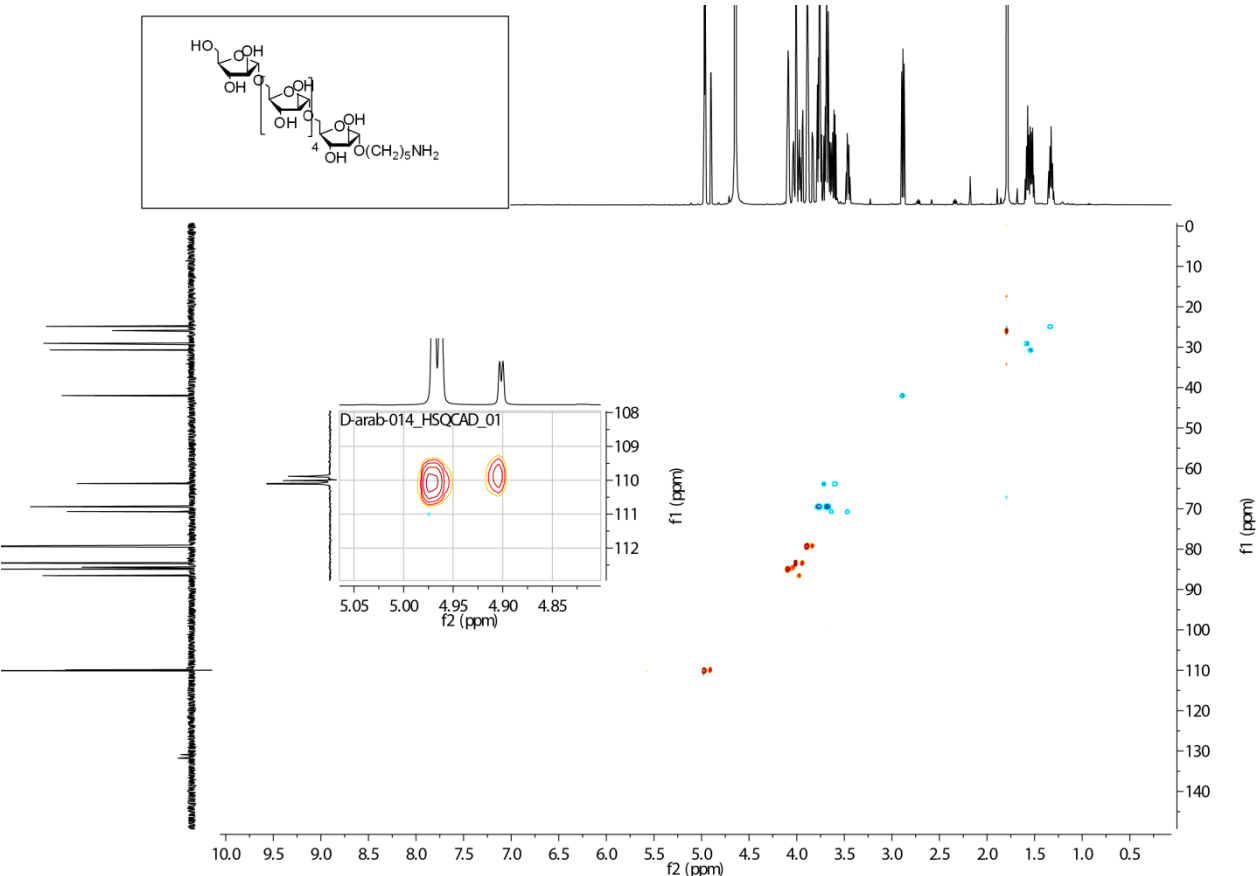 HO
O
OH
OH
O
O
OH
OH
O
4
O
OH
OH
O(CH2)5NH2
0
10
20
30
40
50
60
70
80
90
100
110
120
130
140
f1 (ppm)
D-arab-014_HSQCAD_01
108
109
110
111
112
f1 (ppm)
5.05 5.00 4.95 4.90 4.85
f2 (ppm)
10.0 9.5 9.0 8.5 8.0 7.5 7.0 6.5 6.0 5.5 5.0 4.5 4.0 3.5 3.0 2.5 2.0 1.5 1.0 0.5
f2 (ppm)